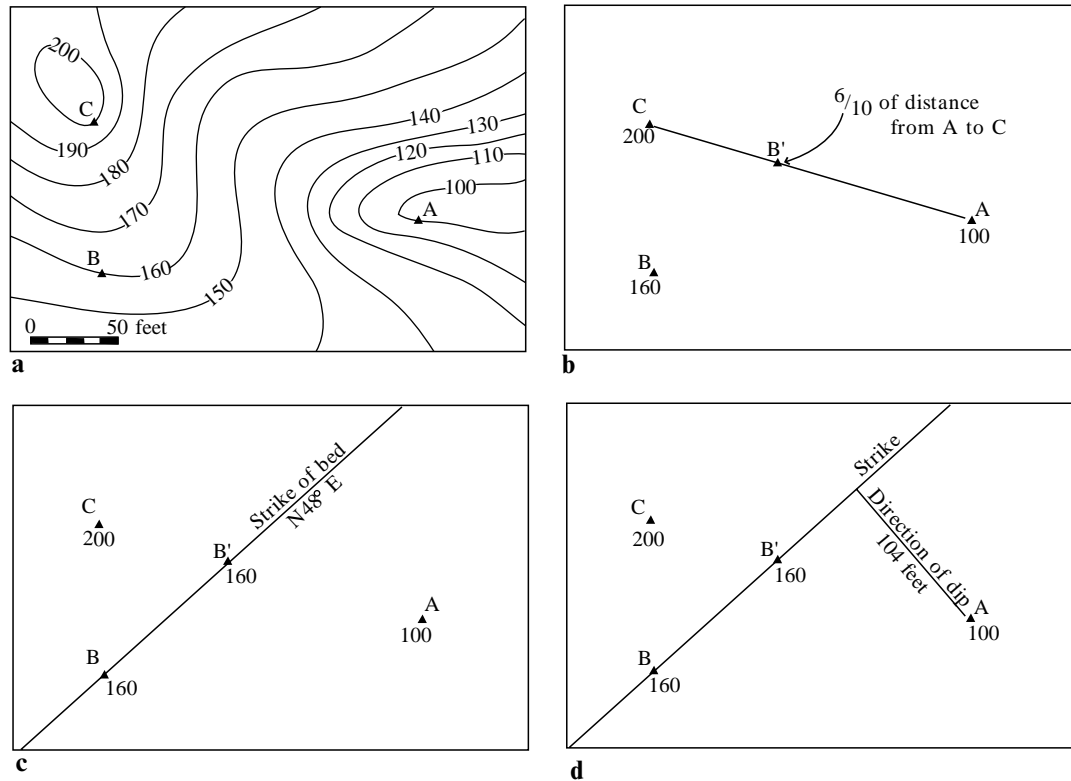 200
C
190
180
170
B
160
150
140
130
120
110
100
A
0 50 feet
a
C
200
B'
6/10 of distance
from A to C
A
100
B
160
b
C
200
Strike of bed
N48° E
B'
160
A
100
B
160
c
C
200
Strike
B'
160
Direction of dip
104 feet
A
100
B
160
d